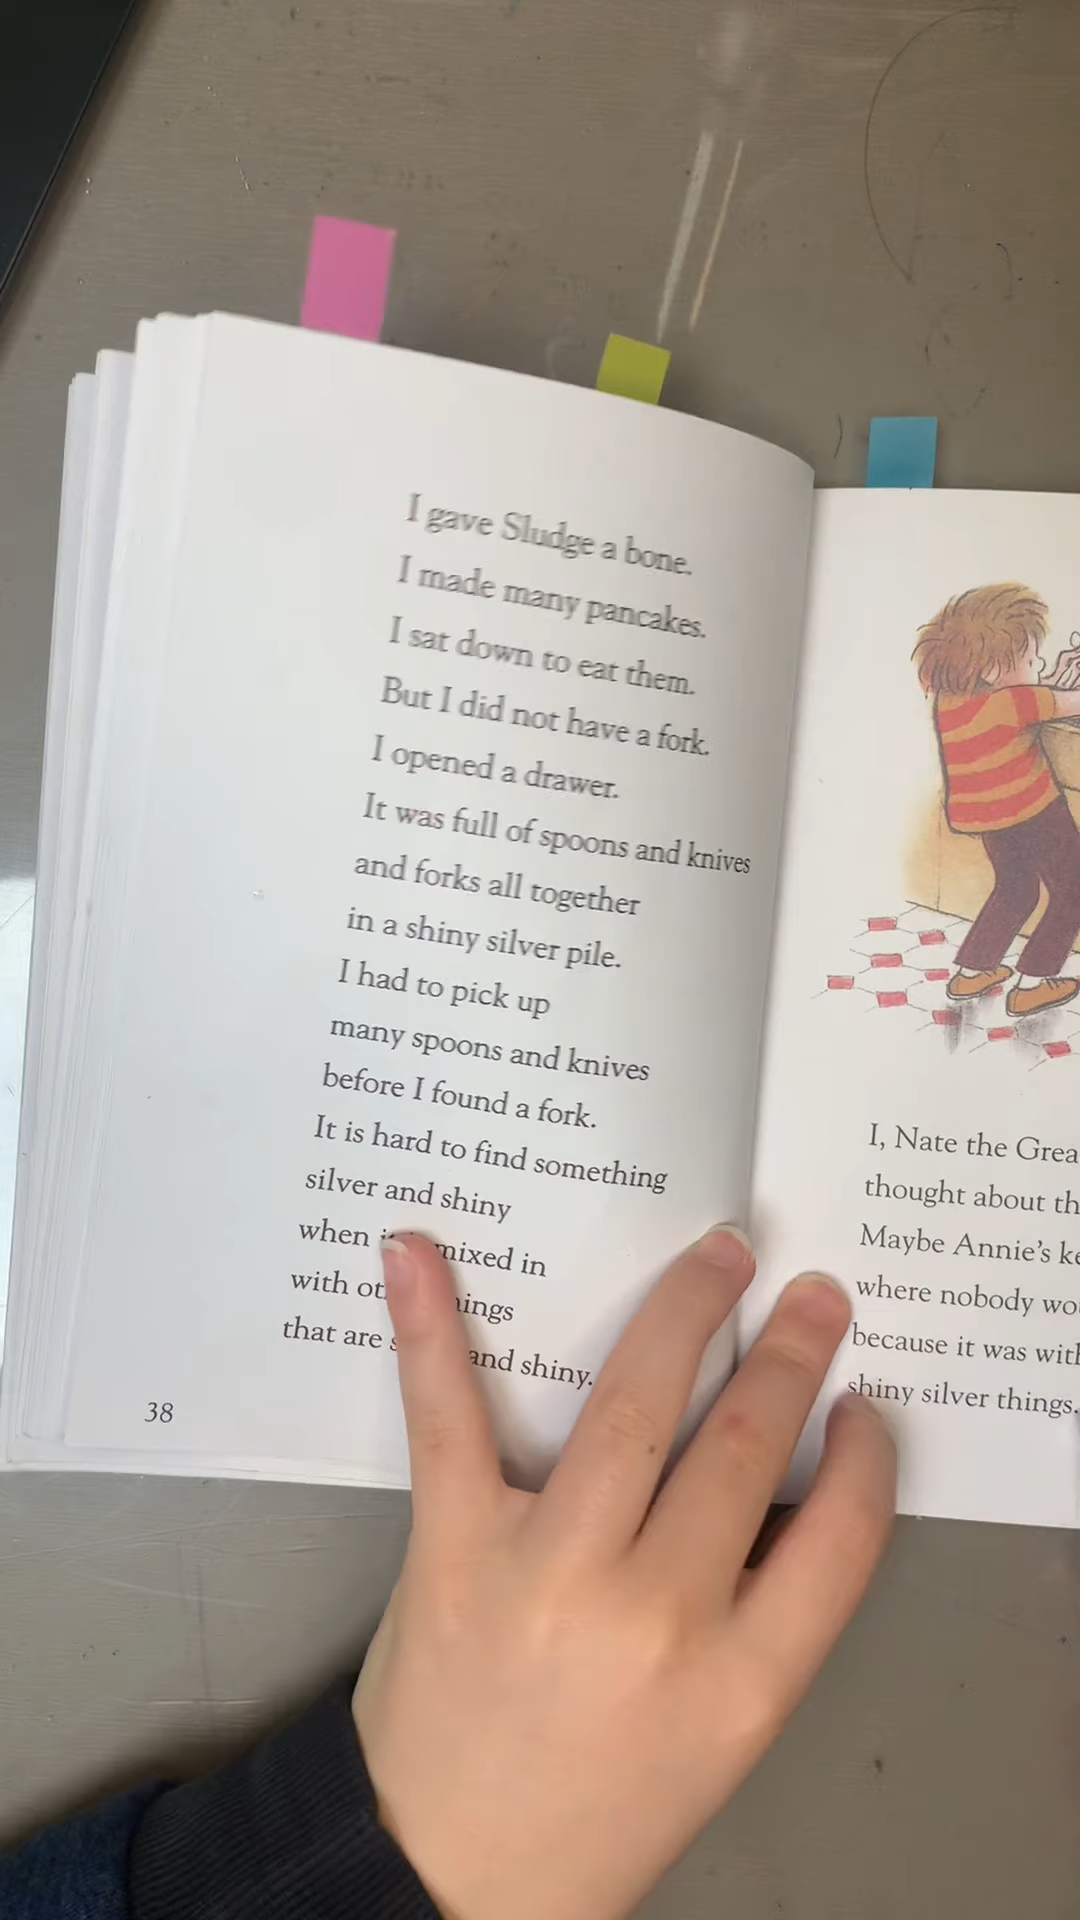 I gave Sludge a bone.
I made many pancakes.
I sat down to eat them.
But I did not have a fork.
I opened a drawer.
It was full of spoons and knives
and forks all together
in a shiny silver pile.
I had to pick up
many spoons and knives
before I found a fork.
It is hard to find something
silver and shiny
when mixed in
with
that are and shiny.
38
I, Nate the
thought about
Maybe Annie's
where nobody
because it was
shiny silver things.